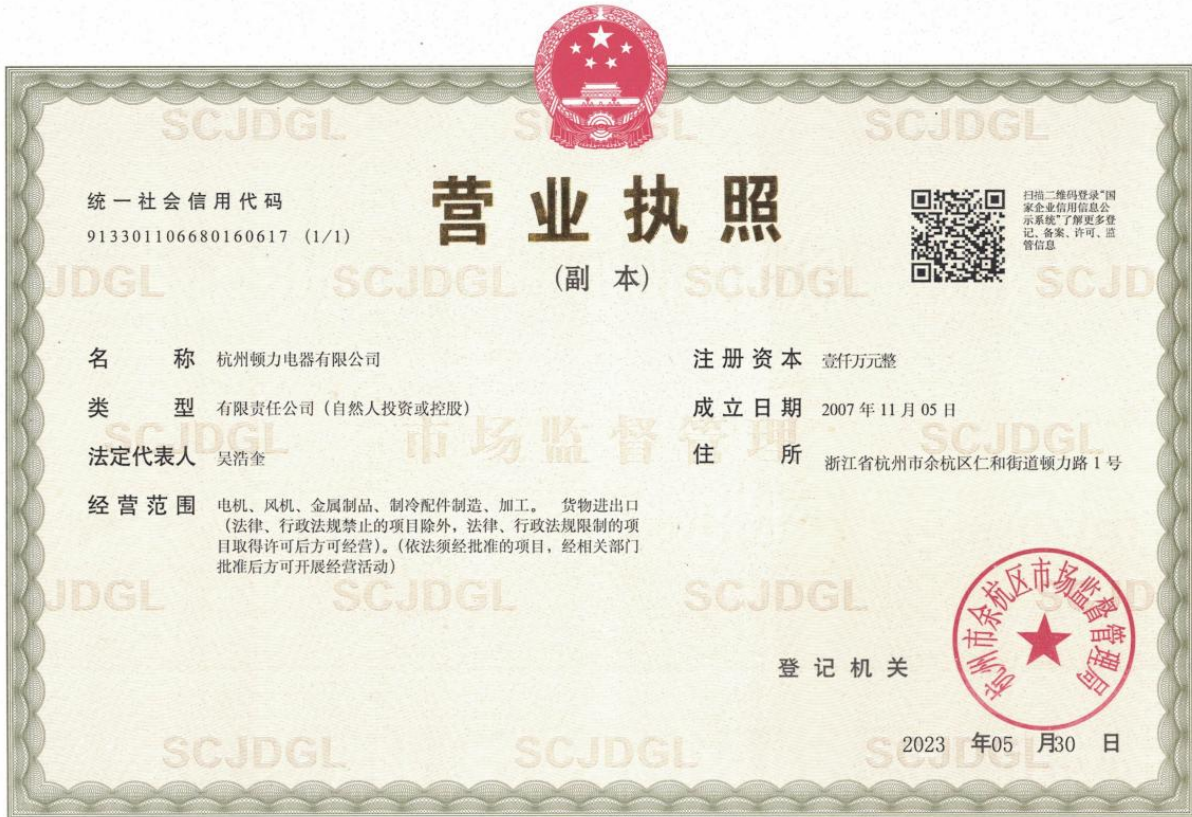 统一社会信用代码
913301106680160617 (1/1)
营业执照
(副 本)
扫描二维码登录“国
家企业信用信息公
示系统”了解更多登
记、备案、许可、监
管信息
名 称 杭州顿力电器有限公司
类 型 有限责任公司（自然人投资或控股）
法定代表人 吴浩奎
经营范围 电机、风机、金属制品、制冷配件制造、加工。 货物进出口
（法律、行政法规禁止的项目除外，法律、行政法规限制的项
目取得许可后方可经营）。（依法须经批准的项目，经相关部门
批准后方可开展经营活动）
注册资本 壹仟万元整
成立日期 2007 年 11 月 05 日
住 所 浙江省杭州市余杭区仁和街道顿力路 1 号
登记机关
杭州市余杭区市场监督管理局
2023 年05 月30 日
SCJDGL
市场监督管理